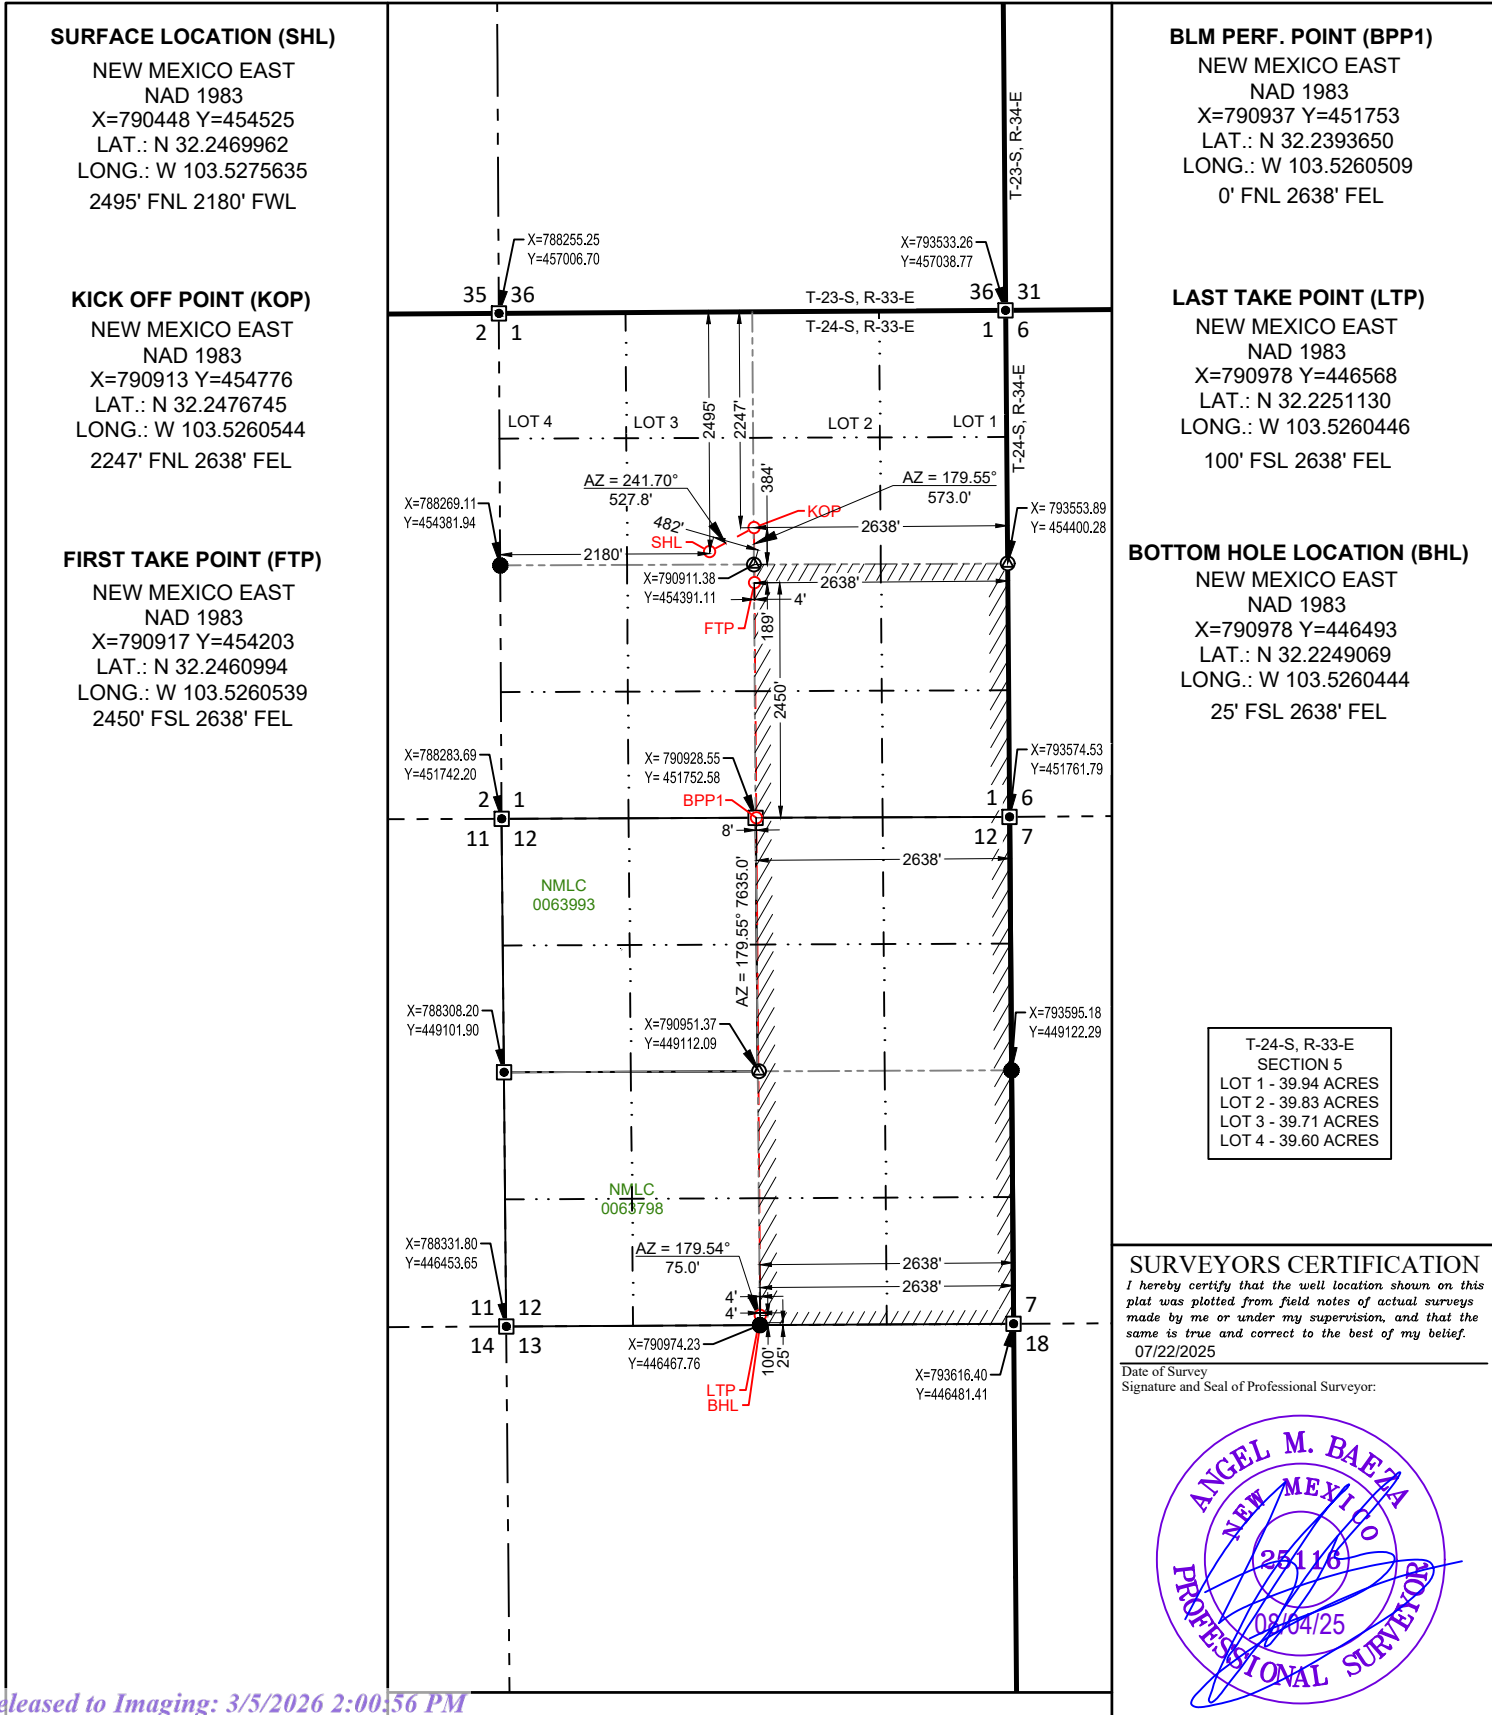 SURFACE LOCATION (SHL)
NEW MEXICO EAST
NAD 1983
X=790448 Y=454525
LAT.: N 32.2469962
LONG.: W 103.5275635
2495' FNL 2180' FWL
KICK OFF POINT (KOP)
NEW MEXICO EAST
NAD 1983
X=790913 Y=454776
LAT.: N 32.2476745
LONG.: W 103.5260544
2247' FNL 2638' FEL
FIRST TAKE POINT (FTP)
NEW MEXICO EAST
NAD 1983
X=790917 Y=454203
LAT.: N 32.2460994
LONG.: W 103.5260539
2450' FSL 2638' FEL
T-23-S, R-34-E
X=788255.25
Y=457006.70
X=793533.26
Y=457038.77
35 36
T-23-S, R-33-E
36 31
2 1
T-24-S, R-33-E
1 6
T-24-S, R-34-E
LOT 4
LOT 3
2495'
2247'
LOT 2
LOT 1
384'
AZ = 241.70°
527.8'
AZ = 179.55°
573.0'
X=788269.11
Y=454381.94
X= 793553.89
Y= 454400.28
482'
KOP
2638'
SHL
2180'
X=790911.38
Y=454391.11
2638'
4'
FTP
189'
2450'
X=788283.69
Y=451742.20
X= 790928.55
Y= 451752.58
X=793574.53
Y=451761.79
BPP1
2 1
1 6
11 12
8'
12 7
2638'
NMLC
0063993
AZ = 179.55° 7635.0'
X=788308.20
Y=449101.90
X=790951.37
Y=449112.09
X=793595.18
Y=449122.29
NMLC
0063798
X=788331.80
Y=446453.65
AZ = 179.54°
75.0'
2638'
2638'
4'
4'
11 12
7
14 13
18
X=790974.23
Y=446467.76
100'
25'
X=793616.40
Y=446481.41
LTP
BHL
BLM PERF. POINT (BPP1)
NEW MEXICO EAST
NAD 1983
X=790937 Y=451753
LAT.: N 32.2393650
LONG.: W 103.5260509
0' FNL 2638' FEL
LAST TAKE POINT (LTP)
NEW MEXICO EAST
NAD 1983
X=790978 Y=446568
LAT.: N 32.2251130
LONG.: W 103.5260446
100' FSL 2638' FEL
BOTTOM HOLE LOCATION (BHL)
NEW MEXICO EAST
NAD 1983
X=790978 Y=446493
LAT.: N 32.2249069
LONG.: W 103.5260444
25' FSL 2638' FEL
T-24-S, R-33-E
SECTION 5
LOT 1 - 39.94 ACRES
LOT 2 - 39.83 ACRES
LOT 3 - 39.71 ACRES
LOT 4 - 39.60 ACRES
SURVEYORS CERTIFICATION
I hereby certify that the well location shown on this
plat was plotted from field notes of actual surveys
made by me or under my supervision, and that the
same is true and correct to the best of my belief.
07/22/2025
Date of Survey
Signature and Seal of Professional Surveyor:
ANGEL M. BAEZA
NEW MEXICO
25116
08/04/25
PROFESSIONAL SURVEYOR
eleased to Imaging: 3/5/2026 2:00:56 PM